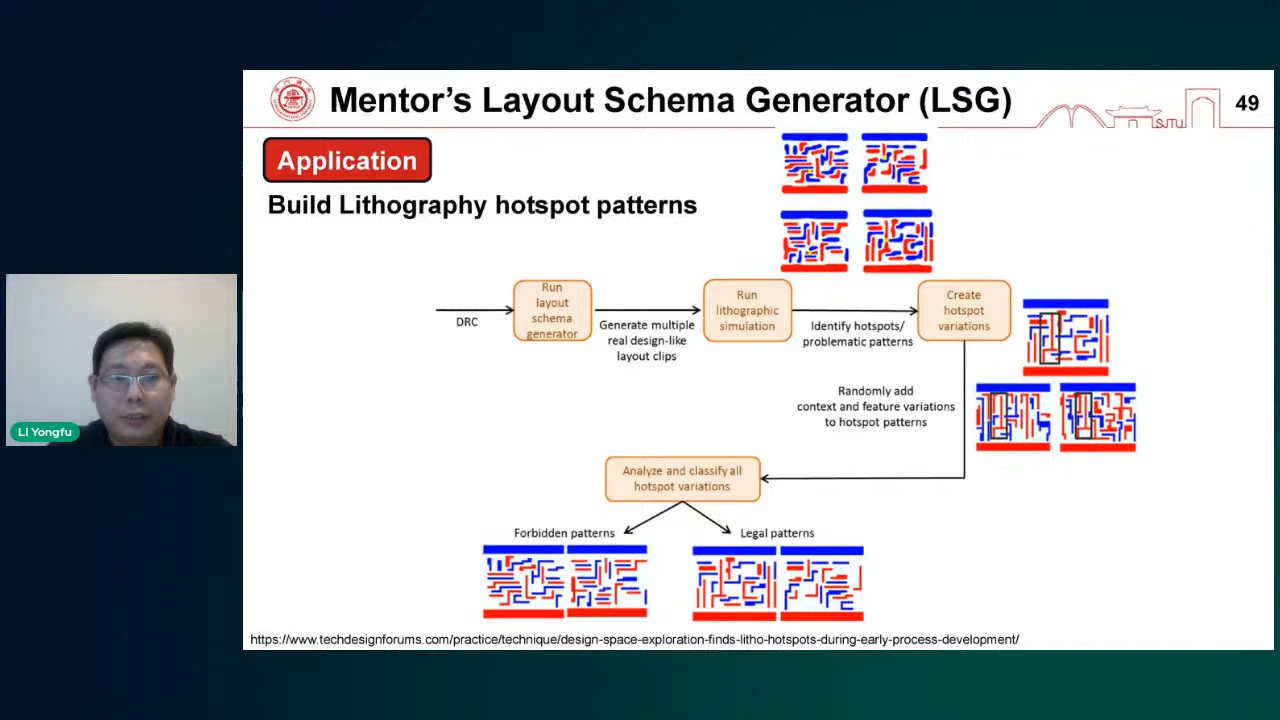 Mentor's Layout Schema Generator (LSG)
SJTU
49
Application
Build Lithography hotspot patterns
DRC
Run
layout
schema
generator
Generate multiple
real design-like
layout clips
Run
lithographic
simulation
Identify hotspots/
problematic patterns
Create
hotspot
variations
Randomly add
context and feature variations
to hotspot patterns
Analyze and classify all
hotspot variations
Forbidden patterns
Legal patterns
https://www.techdesignforums.com/practice/technique/design-space-exploration-finds-litho-hotspots-during-early-process-development/
LI Yongfu